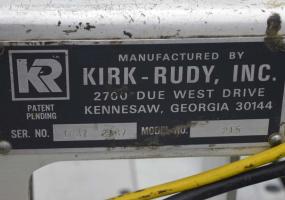 KR
PATENT
PENDING
MANUFACTURED BY
KIRK-RUDY, INC.
2700 DUE WEST DRIVE
KENNESAW, GEORGIA 30144
SER. NO.
MODEL NO. 215